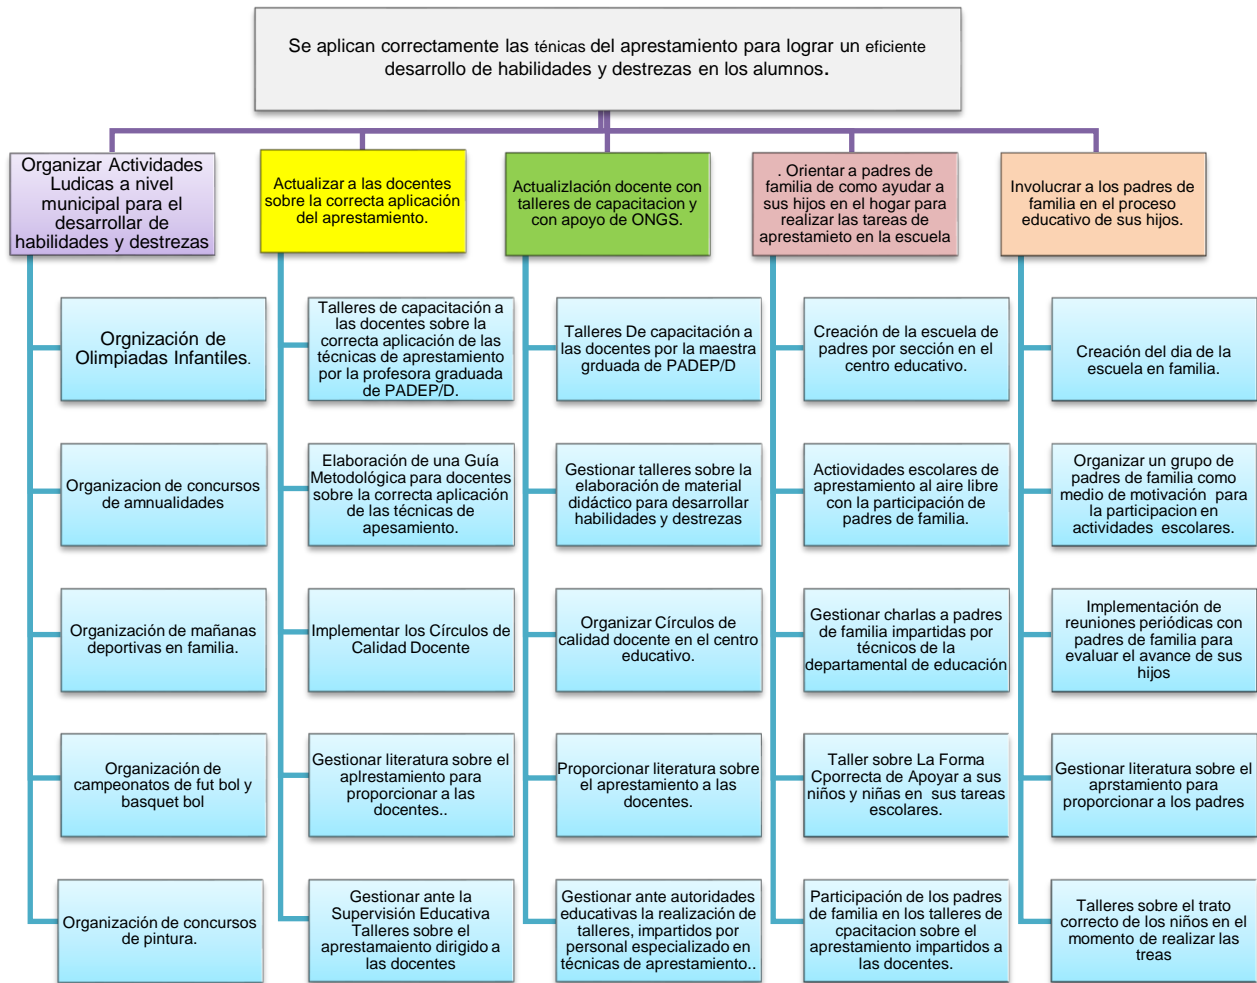 Se aplican correctamente las ténicas del aprestamiento para lograr un eficiente
desarrollo de habilidades y destrezas en los alumnos.
Organizar Actividades
Ludicas a nivel
municipal para el
desarrollar de
habilidades y destrezas
Orgnización de
Olimpiadas Infantiles.
Organizacion de concursos
de amnualidades
Organización de mañanas
deportivas en familia.
Organización de
campeonatos de fut bol y
basquet bol
Organización de concursos
de pintura.
Actualizar a las docentes
sobre la correcta aplicación
del aprestamiento.
Talleres de capacitación a
las docentes sobre la
correcta aplicación de las
técnicas de aprestamiento
por la profesora graduada
de PADEP/D.
Elaboración de una Guía
Metodológica para docentes
sobre la correcta aplicación
de las técnicas de
apesamiento.
Implementar los Círculos de
Calidad Docente
Gestionar literatura sobre el
aplrestamiento para
proporcionar a las
docentes..
Gestionar ante la
Supervisión Educativa
Talleres sobre el
aprestamaiento dirigido a
las docentes
Actualizlación docente con
talleres de capacitacion y
con apoyo de ONGS.
Talleres De capacitación a
las docentes por la maestra
grduada de PADEP/D
Gestionar talleres sobre la
elaboración de material
didáctico para desarrollar
habilidades y destrezas
Organizar Círculos de
calidad docente en el centro
educativo.
Proporcionar literatura sobre
el aprestamiento a las
docentes.
Gestionar ante autoridades
educativas la realización de
talleres, impartidos por
personal especializado en
técnicas de aprestamiento..
. Orientar a padres de
familia de como ayudar a
sus hijos en el hogar para
realizar las tareas de
aprestamieto en la escuela
Creación de la escuela de
padres por sección en el
centro educativo.
Actiovidades escolares de
aprestamiento al aire libre
con la participación de
padres de familia.
Gestionar charlas a padres
de familia impartidas por
técnicos de la
departamental de educación
Taller sobre La Forma
Cporrecta de Apoyar a sus
niños y niñas en sus tareas
escolares.
Participación de los padres
de familia en los talleres de
cpacitacion sobre el
aprestamiento impartidos a
las docentes.
Involucrar a los padres de
familia en el proceso
educativo de sus hijos.
Creación del dia de la
escuela en familia.
Organizar un grupo de
padres de familia como
medio de motivación para
la participacion en
actividades escolares.
Implementación de
reuniones periódicas con
padres de familia para
evaluar el avance de sus
hijos
Gestionar literatura sobre el
aprstamiento para
proporcionar a los padres
Talleres sobre el trato
correcto de los niños en el
momento de realizar las
treas